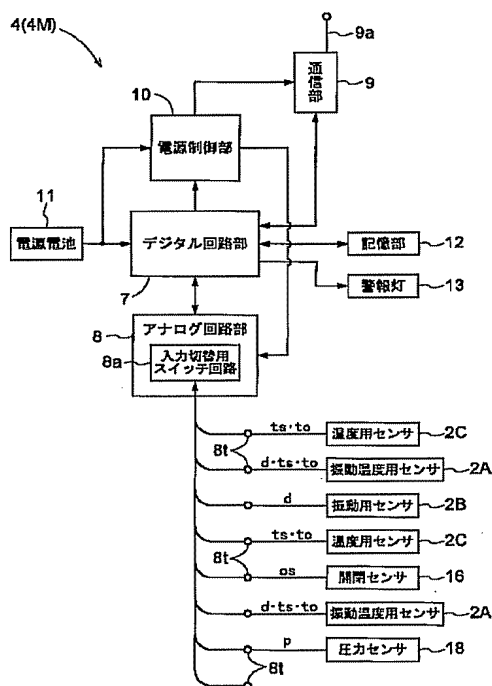 4(4M)
9a
通信部
9
10
電源制御部
11
電源電池
デジタル回路部
記憶部
12
7
警報灯
13
8
アナログ回路部
8a
入力切替用
スイッチ回路
ts・to
温度用センサ
2C
8t
d・ts・to
振動温度用センサ
2A
d
振動用センサ
2B
ts・to
温度用センサ
2C
8t
os
開閉センサ
16
d・ts・to
振動温度用センサ
2A
p
圧力センサ
18
8t